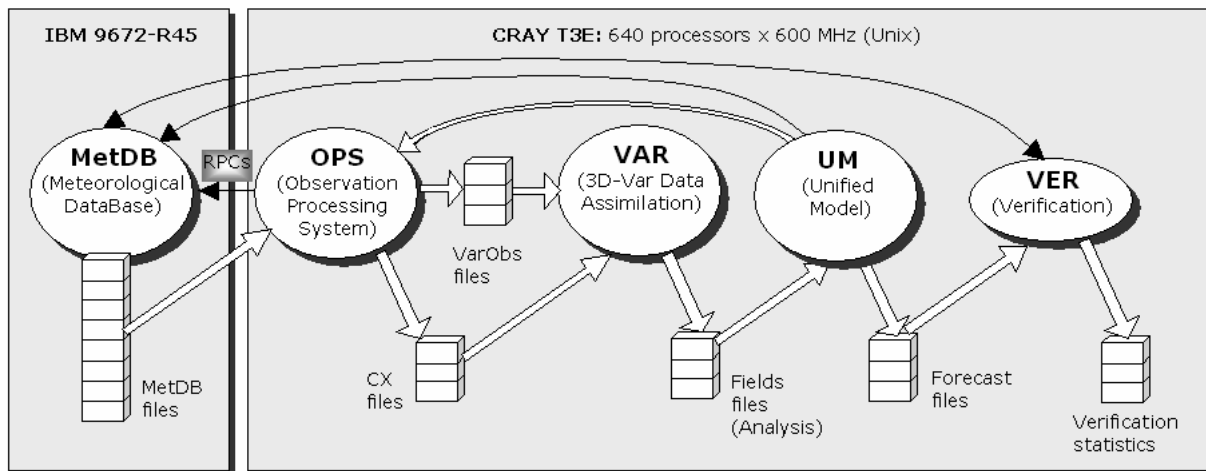 IBM 9672-R45
CRAY T3E: 640 processors x 600 MHz (Unix)
MetDB
(Meteorological
DataBase)
RPCs
OPS
(Observation
Processing
System)
VAR
(3D-Var Data
Assimilation)
UM
(Unified
Model)
VER
(Verification)
VarObs
files
MetDB
files
CX
files
Fields
files
(Analysis)
Forecast
files
Verification
statistics